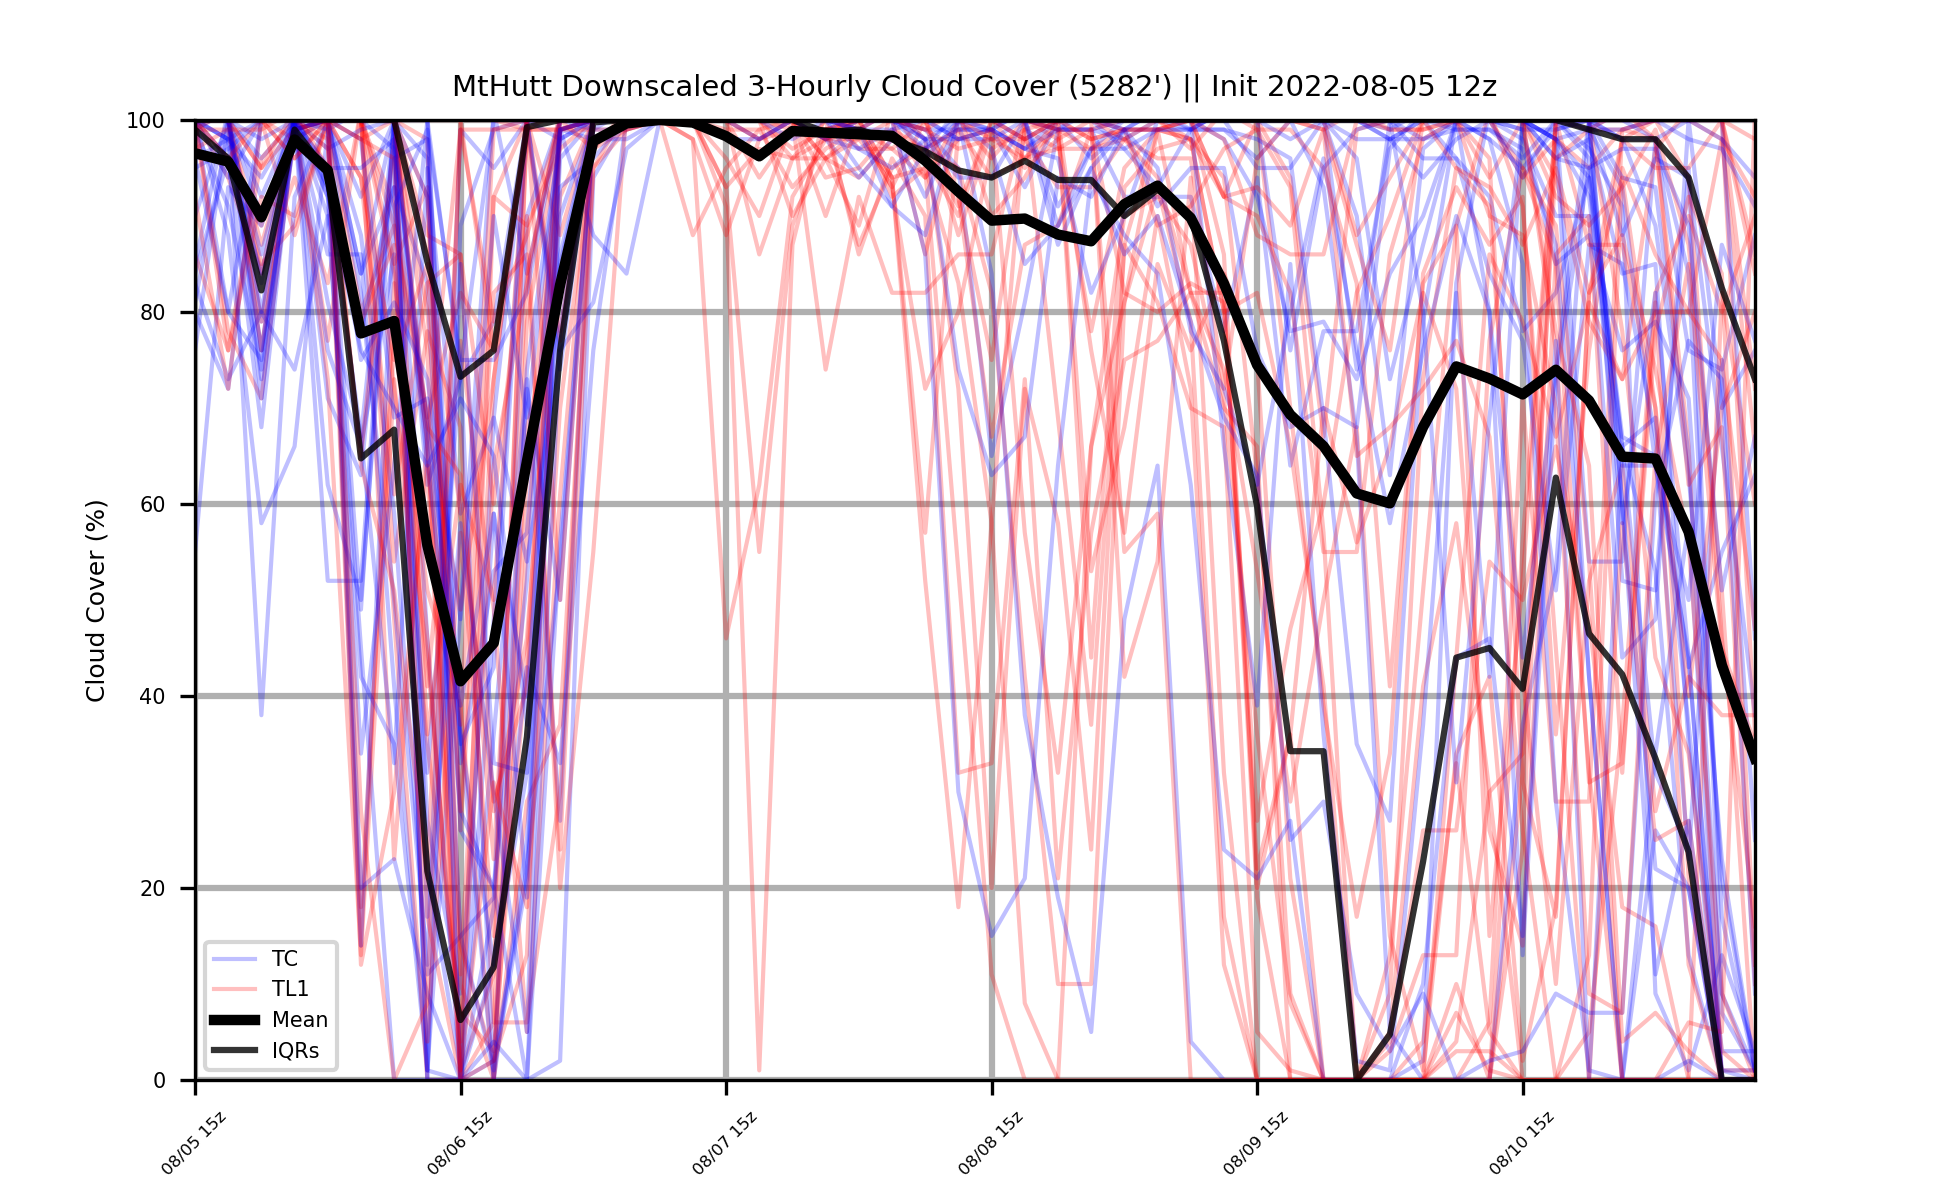 MtHutt Downscaled 3-Hourly Cloud Cover (5282') || Init 2022-08-05 12z
Cloud Cover (%)
100
80
60
40
20
0
TC
TL1
Mean
IQRs
08/05 15z
08/06 15z
08/07 15z
08/08 15z
08/09 15z
08/10 15z